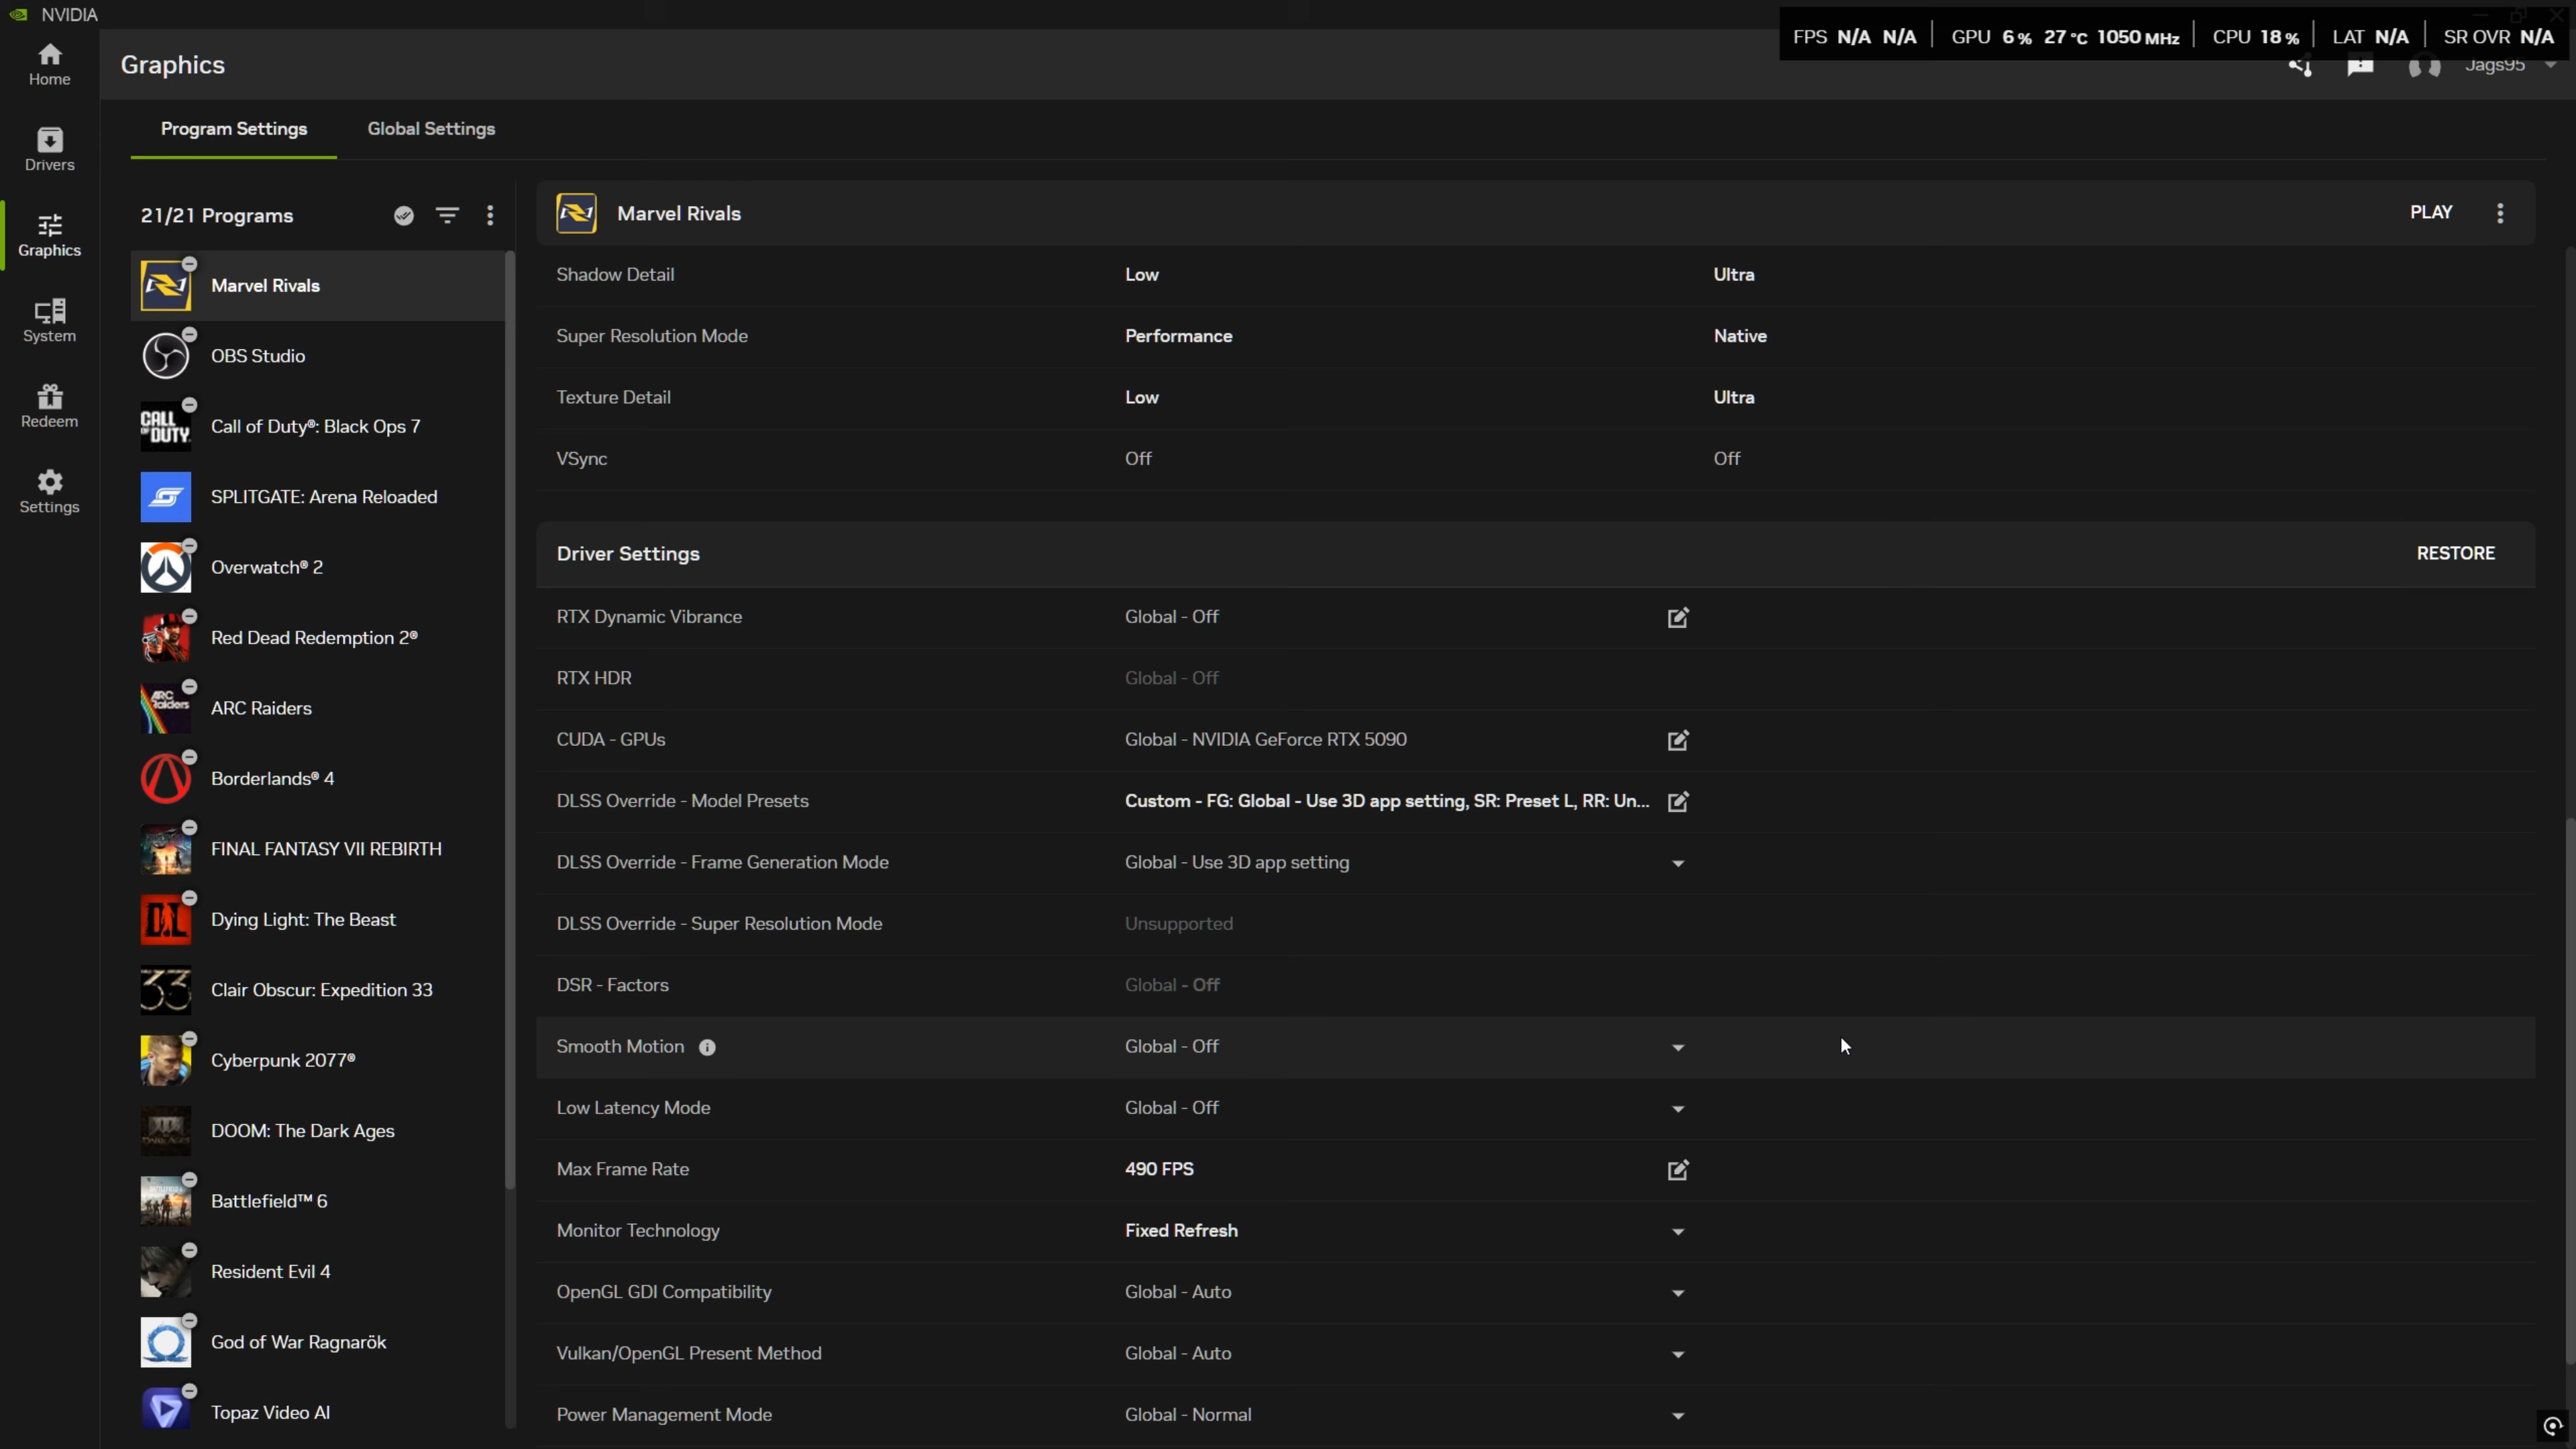 NVIDIA
FPS N/A N/A GPU 6% 27°C 1050 MHz CPU 18% LAT N/A SR OVR N/A
Home
Graphics
Jags95
Drivers
Program Settings
Global Settings
Graphics
21/21 Programs
Marvel Rivals
PLAY
System
Redeem
Settings
Marvel Rivals
OBS Studio
CALL OF DUTY.
Call of Duty®: Black Ops 7
SPLITGATE: Arena Reloaded
Overwatch® 2
Red Dead Redemption 2®
ARC Raiders
ARC Raiders
Borderlands® 4
FINAL FANTASY VII REBIRTH
DL
Dying Light: The Beast
33
Clair Obscur: Expedition 33
Cyberpunk 2077®
DOOM: The Dark Ages
Battlefield™ 6
Resident Evil 4
God of War Ragnarök
Topaz Video AI
Shadow Detail Low Ultra
Super Resolution Mode Performance Native
Texture Detail Low Ultra
VSync Off Off
Driver Settings RESTORE
RTX Dynamic Vibrance Global - Off
RTX HDR Global - Off
CUDA - GPUs Global - NVIDIA GeForce RTX 5090
DLSS Override - Model Presets Custom - FG: Global - Use 3D app setting, SR: Preset L, RR: Un...
DLSS Override - Frame Generation Mode Global - Use 3D app setting
DLSS Override - Super Resolution Mode Unsupported
DSR - Factors Global - Off
Smooth Motion Global - Off
Low Latency Mode Global - Off
Max Frame Rate 490 FPS
Monitor Technology Fixed Refresh
OpenGL GDI Compatibility Global - Auto
Vulkan/OpenGL Present Method Global - Auto
Power Management Mode Global - Normal